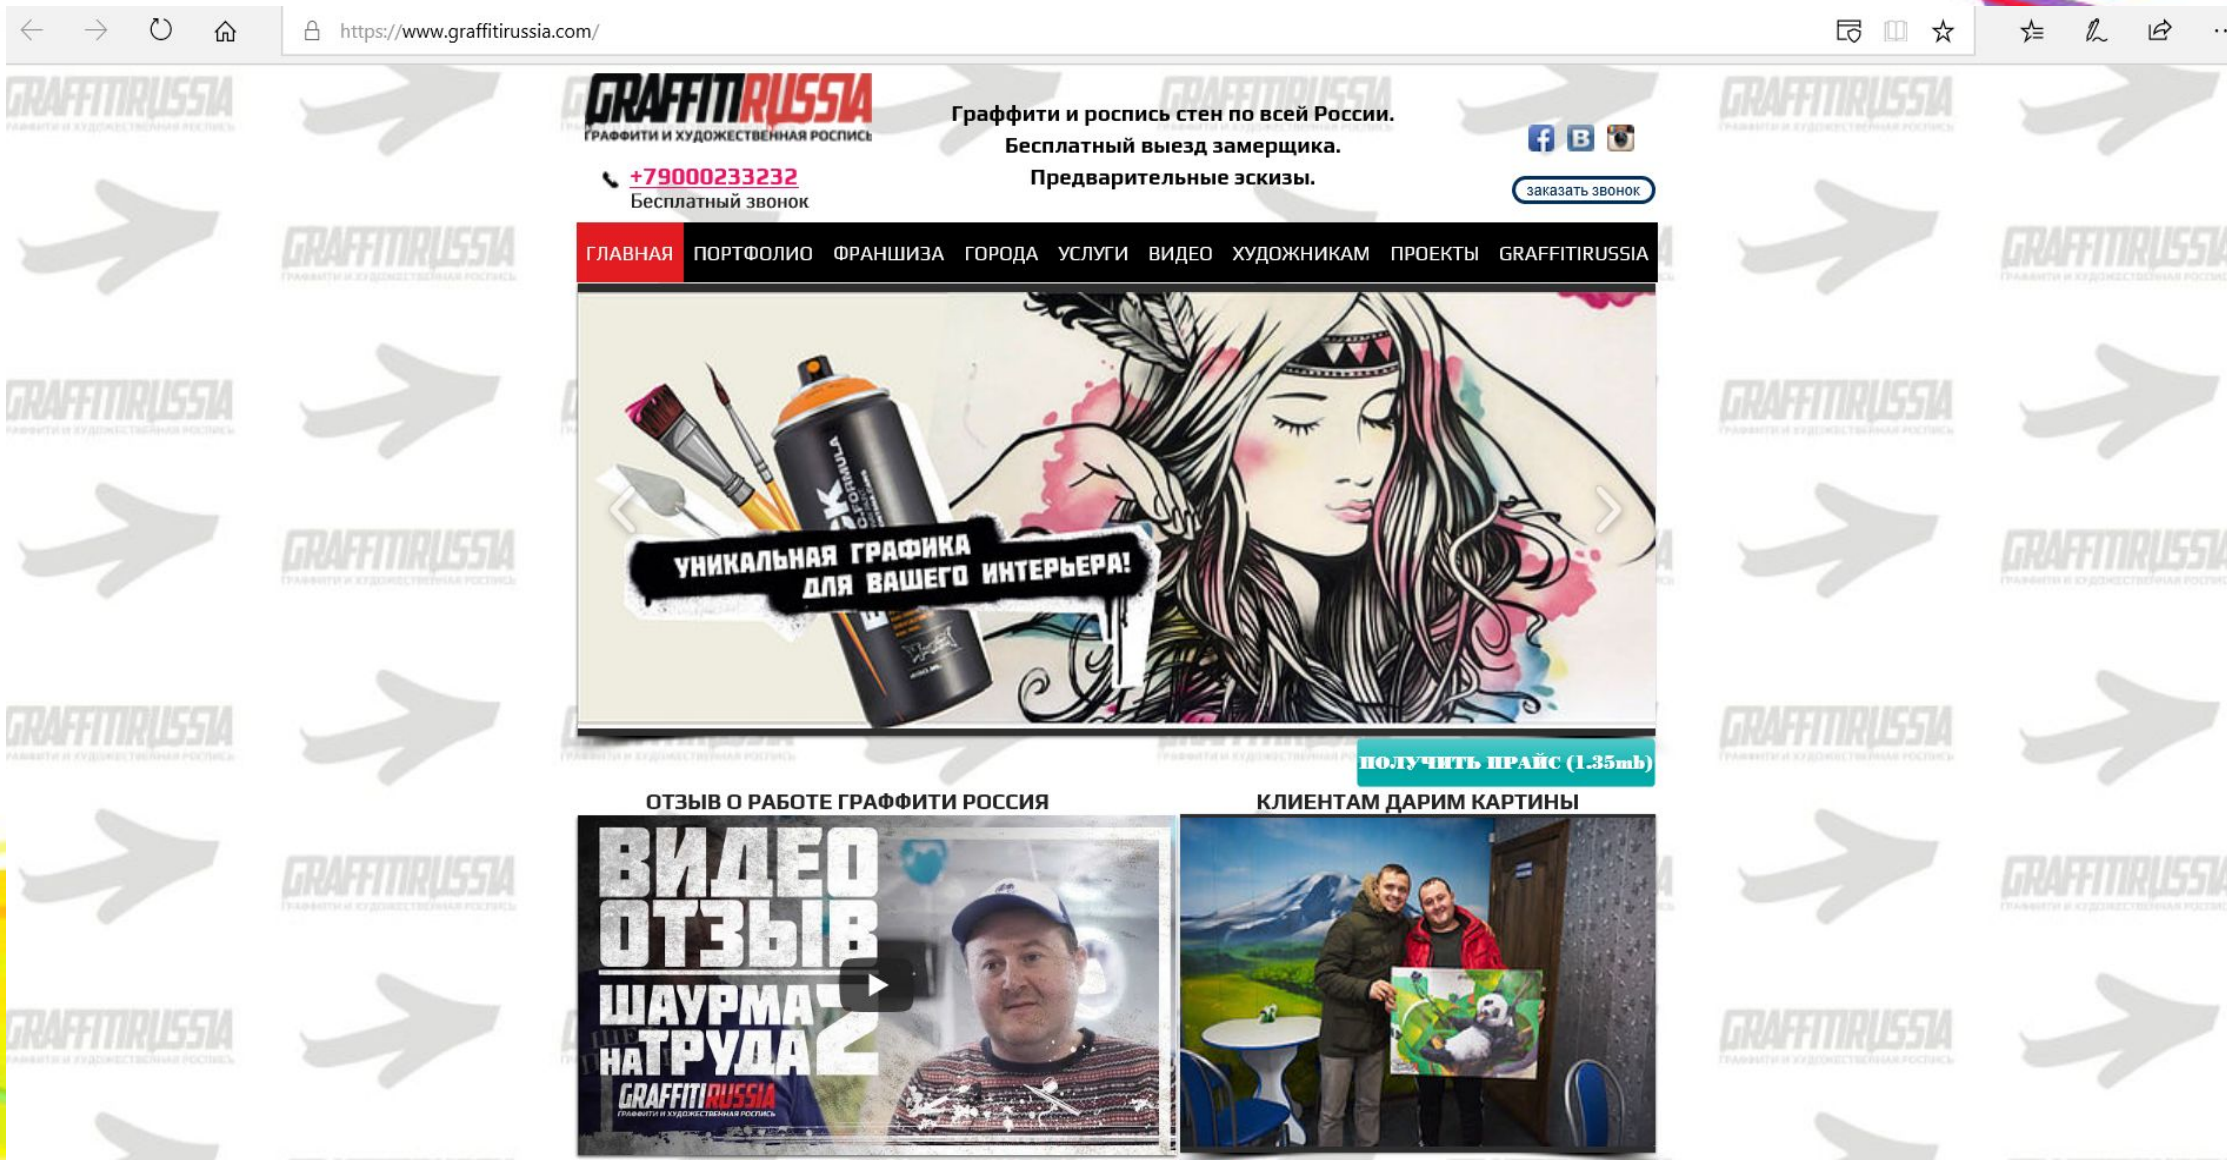 https://www.graffitirussia.com/
GRAFFITIRUSSIA
ГРАФФИТИ И ХУДОЖЕСТВЕННАЯ РОСПИСЬ
+79000233232
Бесплатный звонок
Граффити и роспись стен по всей России.
Бесплатный выезд замерщика.
Предварительные эскизы.
заказать звонок
ГЛАВНАЯ ПОРТФОЛИО ФРАНШИЗА ГОРОДА УСЛУГИ ВИДЕО ХУДОЖНИКАМ ПРОЕКТЫ GRAFFITIRUSSIA
УНИКАЛЬНАЯ ГРАФИКА
ДЛЯ ВАШЕГО ИНТЕРЬЕРА!
ПОЛУЧИТЬ ПРАЙС (1.35mb)
ОТЗЫВ О РАБОТЕ ГРАФФИТИ РОССИЯ
КЛИЕНТАМ ДАРИМ КАРТИНЫ
ВИДЕО
ОТЗЫВ
ШАУРМА
НА ТРУДА 2
GRAFFITIRUSSIA
ГРАФФИТИ И ХУДОЖЕСТВЕННАЯ РОСПИСЬ